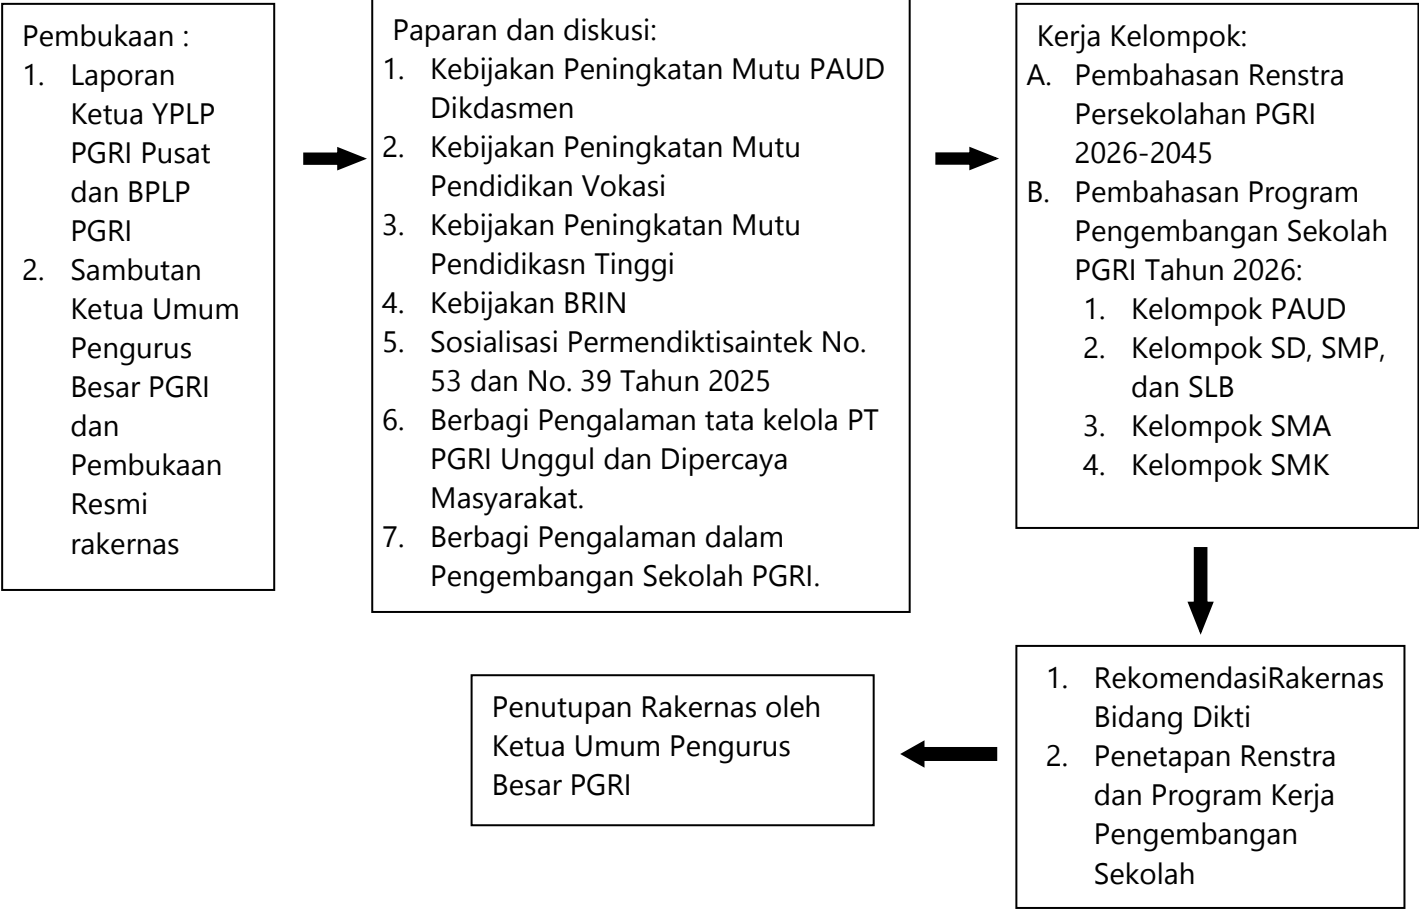 Pembukaan :
1. Laporan
Ketua YPLP
PGRI Pusat
dan BPLP
PGRI
2. Sambutan
Ketua Umum
Pengurus
Besar PGRI
dan
Pembukaan
Resmi
rakernas
Paparan dan diskusi:
1. Kebijakan Peningkatan Mutu PAUD
Dikdasmen
2. Kebijakan Peningkatan Mutu
Pendidikan Vokasi
3. Kebijakan Peningkatan Mutu
Pendidikasn Tinggi
4. Kebijakan BRIN
5. Sosialisasi Permendiktisaintek No.
53 dan No. 39 Tahun 2025
6. Berbagi Pengalaman tata kelola PT
PGRI Unggul dan Dipercaya
Masyarakat.
7. Berbagi Pengalaman dalam
Pengembangan Sekolah PGRI.
Kerja Kelompok:
A. Pembahasan Renstra
Persekolahan PGRI
2026-2045
B. Pembahasan Program
Pengembangan Sekolah
PGRI Tahun 2026:
1. Kelompok PAUD
2. Kelompok SD, SMP,
dan SLB
3. Kelompok SMA
4. Kelompok SMK
1. RekomendasiRakernas
Bidang Dikti
2. Penetapan Renstra
dan Program Kerja
Pengembangan
Sekolah
Penutupan Rakernas oleh
Ketua Umum Pengurus
Besar PGRI